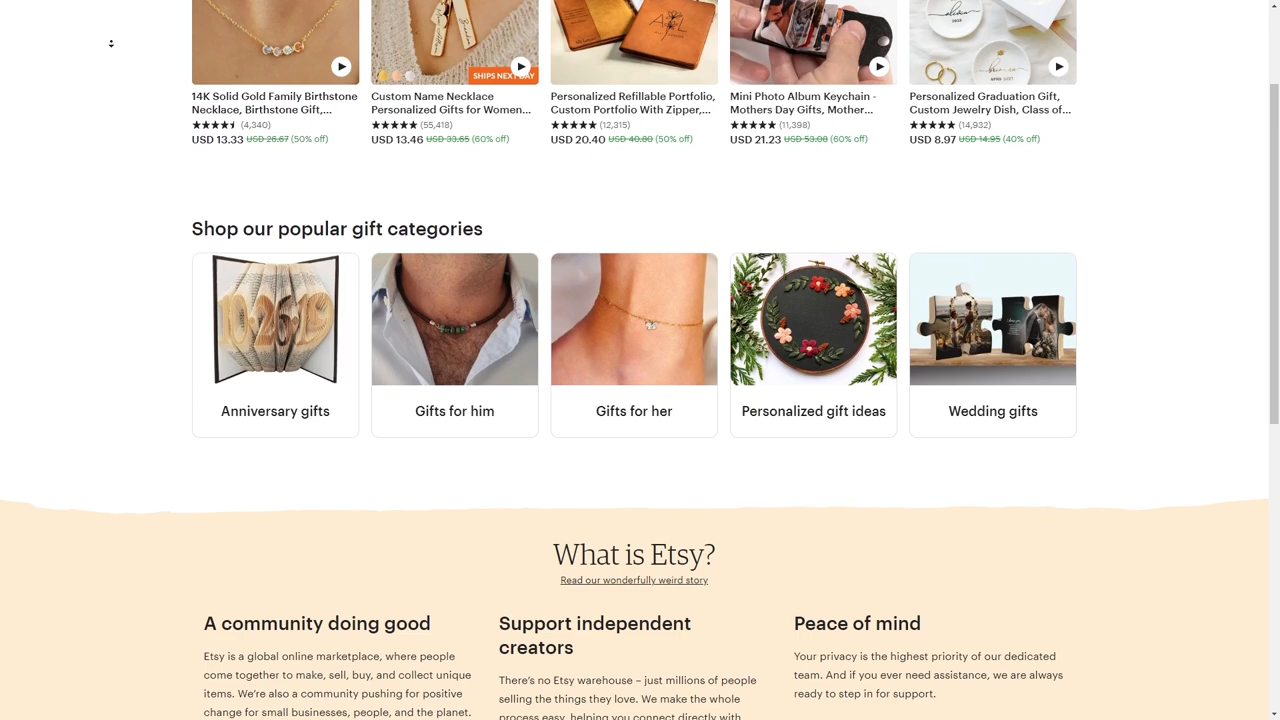 SHIPS NEXT DAY
14K Solid Gold Family Birthstone
Necklace, Birthstone Gift,...
(4,340)
USD 13.33 USD 26.67 (50% off)
Custom Name Necklace
Personalized Gifts for Women...
(55,418)
USD 13.46 USD 33.65 (60% off)
Personalized Refillable Portfolio,
Custom Portfolio With Zipper,...
(12,315)
USD 20.40 USD 40.80 (50% off)
Mini Photo Album Keychain -
Mothers Day Gifts, Mother...
(11,398)
USD 21.23 USD 53.08 (60% off)
Personalized Graduation Gift,
Custom Jewelry Dish, Class of...
(14,932)
USD 8.97 USD 14.95 (40% off)
Shop our popular gift categories
10 26 19
Anniversary gifts
Gifts for him
Gifts for her
Personalized gift ideas
Wedding gifts
What is Etsy?
Read our wonderfully weird story
A community doing good
Etsy is a global online marketplace, where people
come together to make, sell, buy, and collect unique
items. We're also a community pushing for positive
change for small businesses, people, and the planet.
Support independent
creators
There's no Etsy warehouse – just millions of people
selling the things they love. We make the whole
process easy, helping you connect directly with
Peace of mind
Your privacy is the highest priority of our dedicated
team. And if you ever need assistance, we are always
ready to step in for support.